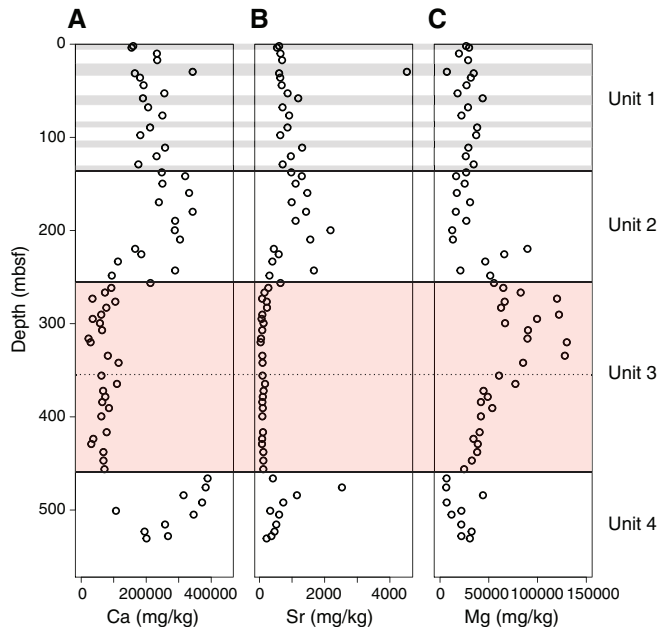 A B C
0
100
200
300
400
500
Depth (mbsf)
Unit 1
Unit 2
Unit 3
Unit 4
0 200000 400000
0 2000 4000
0 50000 100000 150000
Ca (mg/kg) Sr (mg/kg) Mg (mg/kg)